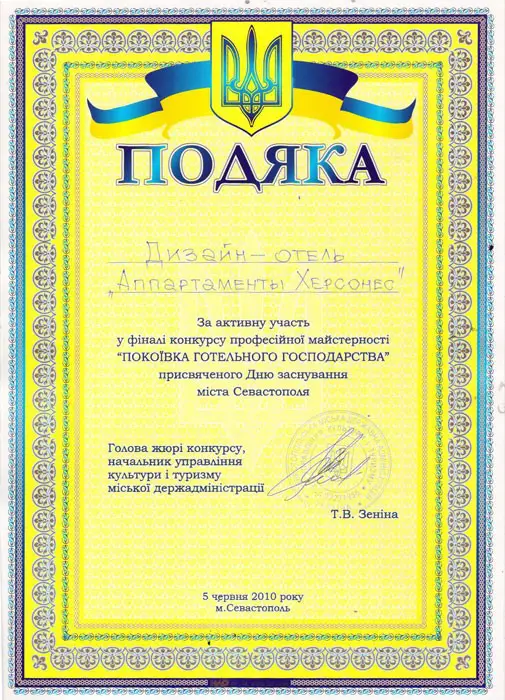 ПОДЯКА
Дизайн-отель
„Аппартаменты Херсонес"
За активну участь
у фіналі конкурсу професійної майстерності
“ПОКОЇВКА ГОТЕЛЬНОГО ГОСПОДАРСТВА”
присвяченого Дню заснування
міста Севастополя
Голова жюрі конкурсу,
начальник управління
культури і туризму
міської держадміністрації
Т.В. Зеніна
5 червня 2010 року
м.Севастополь